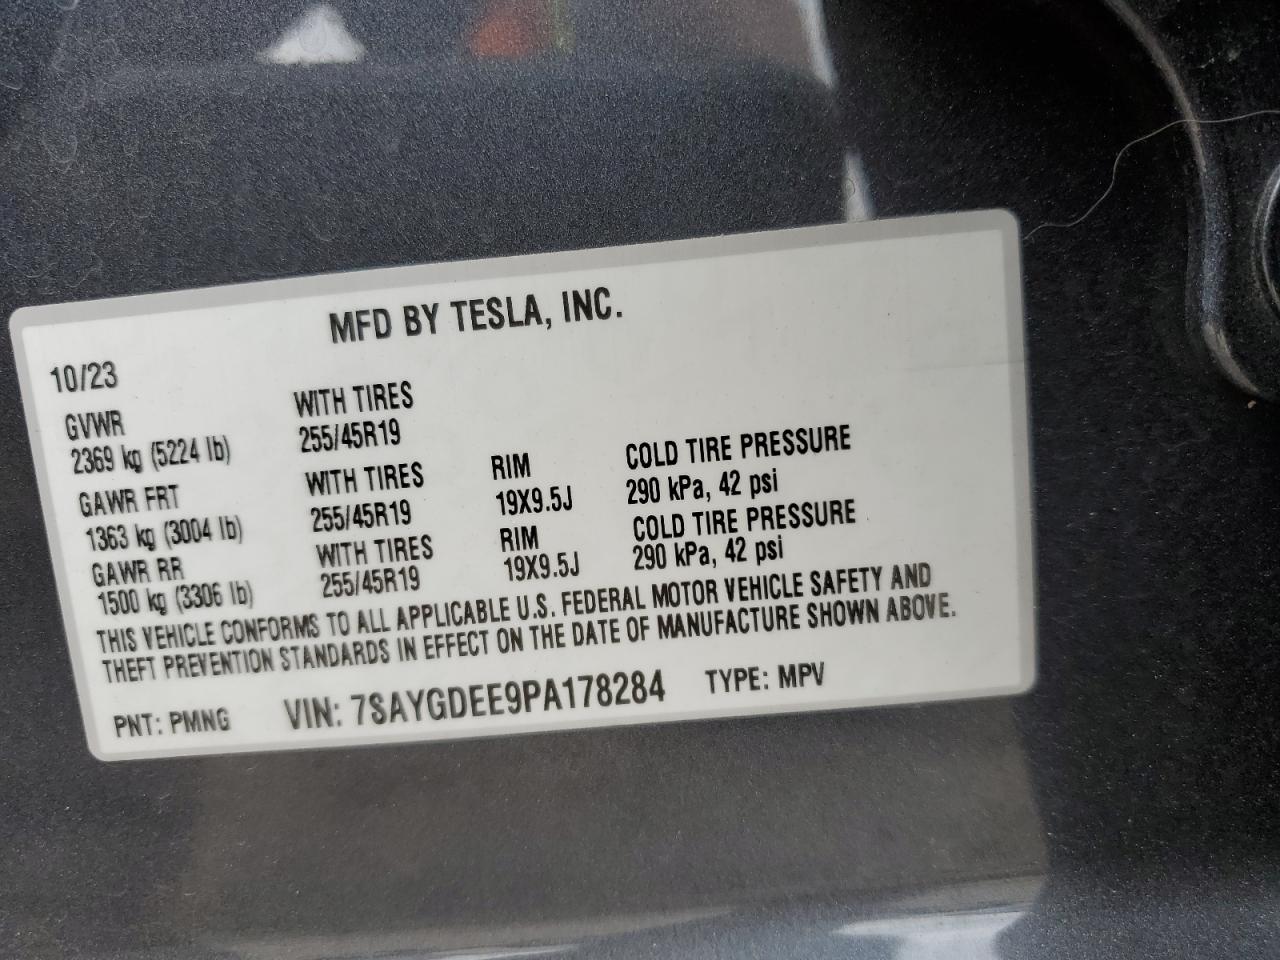 MFD BY TESLA, INC.
10/23
GVWR WITH TIRES
2369 kg (5224 lb) 255/45R19
GAWR FRT WITH TIRES RIM COLD TIRE PRESSURE
1363 kg (3004 lb) 255/45R19 19X9.5J 290 kPa, 42 psi
GAWR RR WITH TIRES RIM COLD TIRE PRESSURE
1500 kg (3306 lb) 255/45R19 19X9.5J 290 kPa, 42 psi
THIS VEHICLE CONFORMS TO ALL APPLICABLE U.S. FEDERAL MOTOR VEHICLE SAFETY AND
THEFT PREVENTION STANDARDS IN EFFECT ON THE DATE OF MANUFACTURE SHOWN ABOVE.
PNT: PMNG VIN: 7SAYGDEE9PA178284 TYPE: MPV